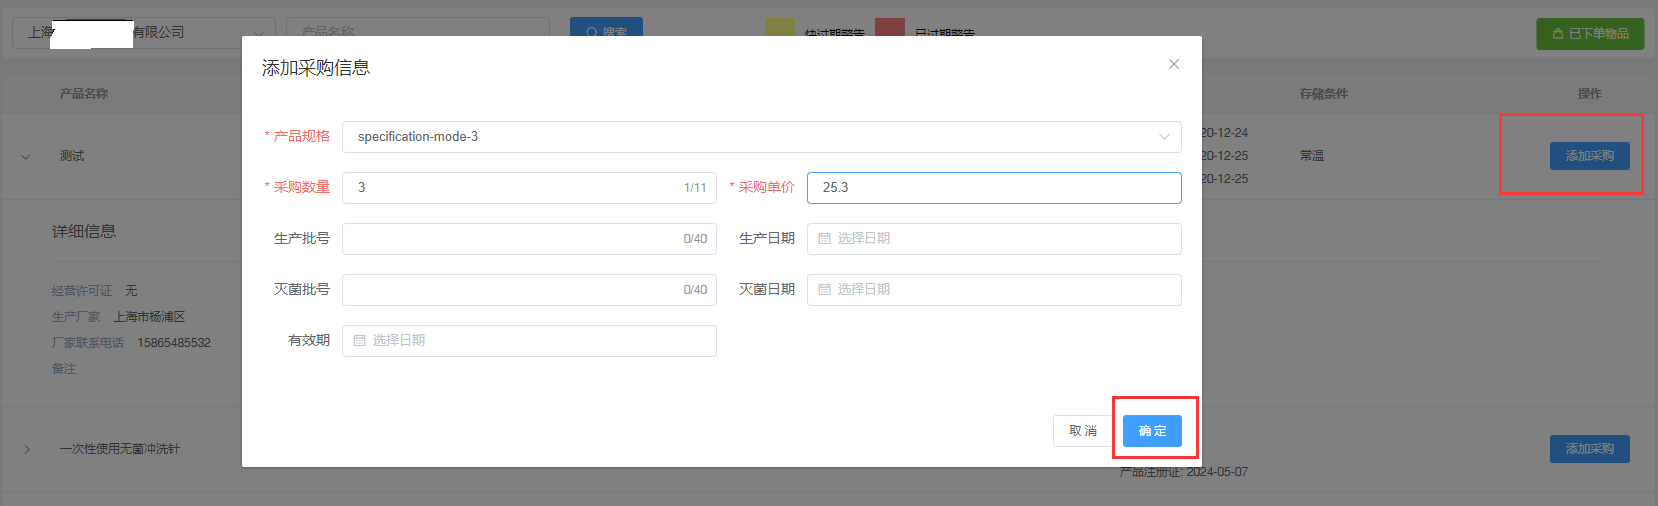 上海 有限公司
产品名称
搜索
快过期警告
已过期警告
已下单物品
产品名称
存储条件
操作
添加采购信息
* 产品规格 specification-mode-3
* 采购数量 3 1/11
* 采购单价 25.3
生产批号 0/40
生产日期 选择日期
灭菌批号 0/40
灭菌日期 选择日期
有效期 选择日期
取消
确定
测试
20-12-24
20-12-25
20-12-25
常温
添加采购
详细信息
经营许可证 无
生产厂家 上海市杨浦区
厂家联系电话 15865485532
备注
一次性使用无菌冲洗针
产品注册证: 2024-05-07
添加采购